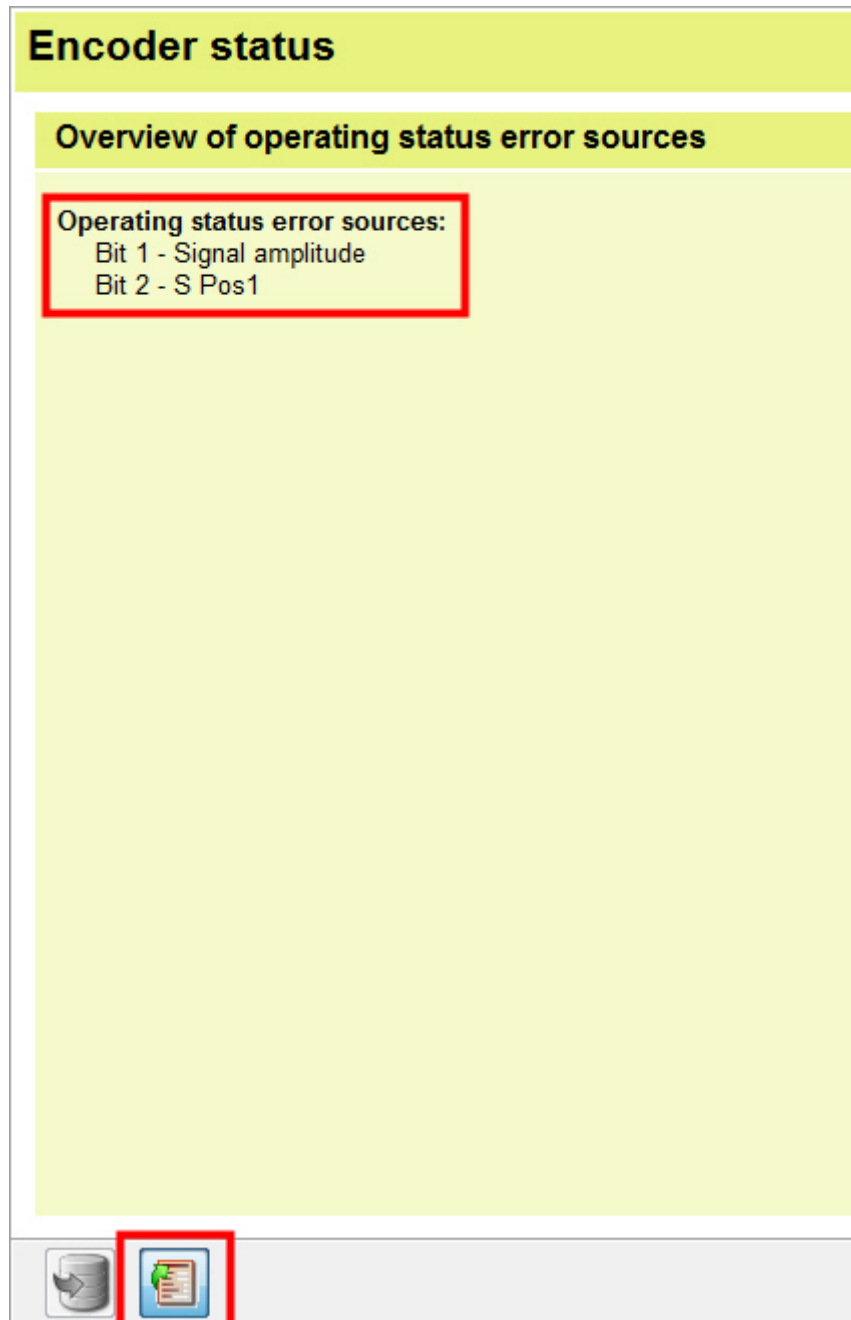 Encoder status
Overview of operating status error sources
Operating status error sources:
Bit 1 - Signal amplitude
Bit 2 - S Pos1